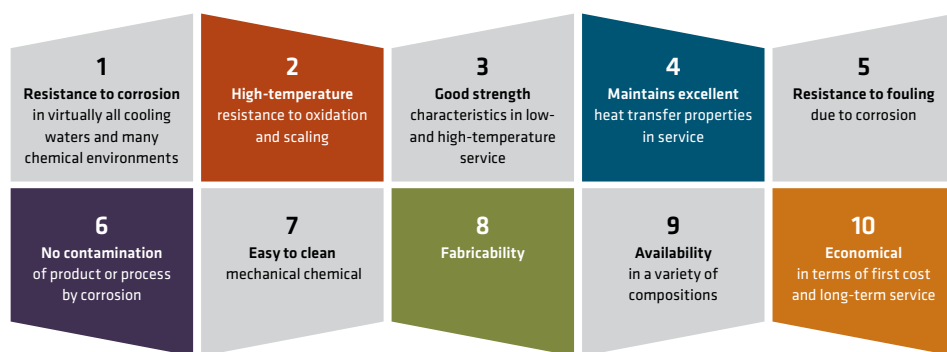 1
Resistance to corrosion
in virtually all cooling
waters and many
chemical environments
2
High-temperature
resistance to oxidation
and scaling
3
Good strength
characteristics in low-
and high-temperature
service
4
Maintains excellent
heat transfer properties
in service
5
Resistance to fouling
due to corrosion
6
No contamination
of product or process
by corrosion
7
Easy to clean
mechanical chemical
8
Fabricability
9
Availability
in a variety of
compositions
10
Economical
in terms of first cost
and long-term service